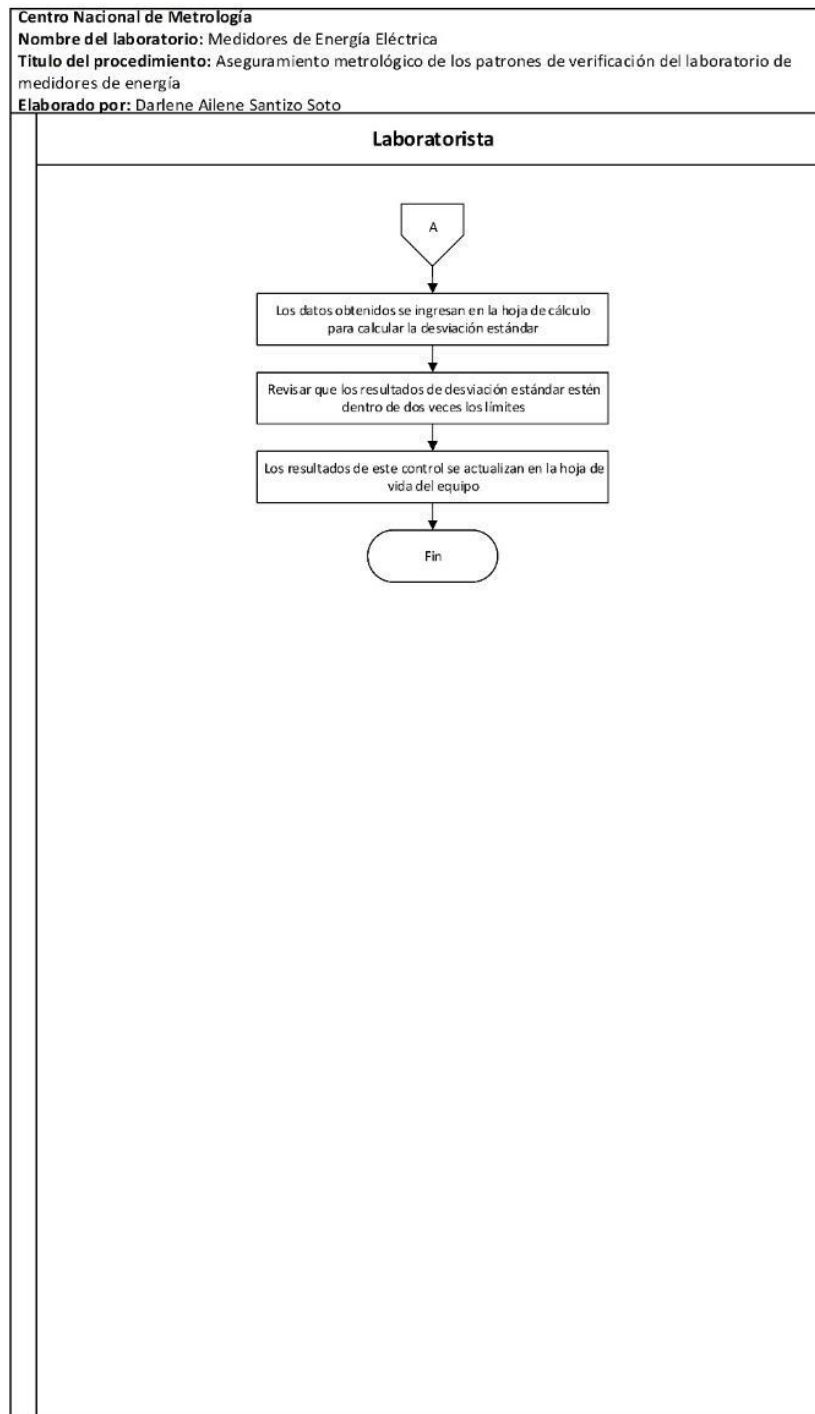 Centro Nacional de Metrología
Nombre del laboratorio: Medidores de Energía Eléctrica
Titulo del procedimiento: Aseguramiento metrológico de los patrones de verificación del laboratorio de
medidores de energía
Elaborado por: Darlene Ailene Santizo Soto
Laboratorista
A
Los datos obtenidos se ingresan en la hoja de cálculo
para calcular la desviación estándar
Revisar que los resultados de desviación estándar estén
dentro de dos veces los límites
Los resultados de este control se actualizan en la hoja de
vida del equipo
Fin